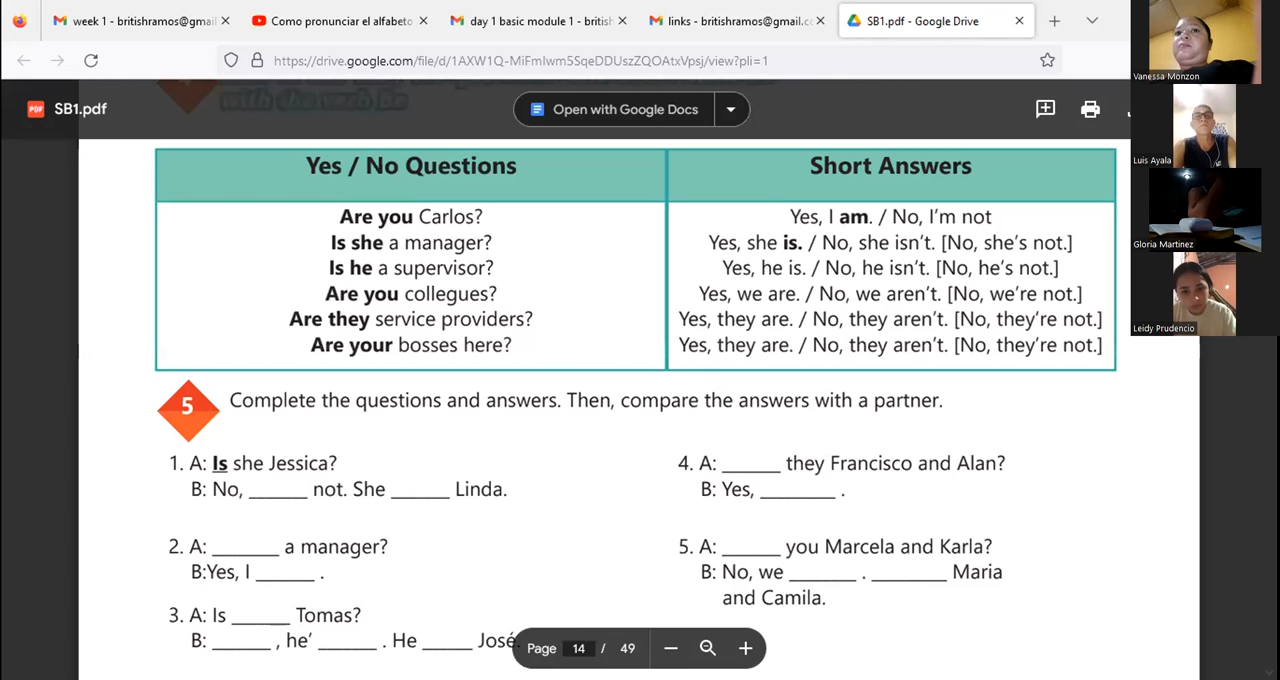 week 1 - britishramos@gmail
Como pronunciar el alfabeto
day 1 basic module 1 - british
links - britishramos@gmail.co
SB1.pdf - Google Drive
https://drive.google.com/file/d/1AXW1Q-MiFmIwm5SqeDDUszZQOAtxVpsj/view?pli=1
with the verb be
PDF SB1.pdf
Open with Google Docs
Vanessa Monzon
Luis Ayala
Gloria Martinez
Leidy Prudencio
Yes / No Questions Short Answers
Are you Carlos? Yes, I am. / No, I'm not
Is she a manager? Yes, she is. / No, she isn't. [No, she's not.]
Is he a supervisor? Yes, he is. / No, he isn't. [No, he's not.]
Are you collegues? Yes, we are. / No, we aren't. [No, we're not.]
Are they service providers? Yes, they are. / No, they aren't. [No, they're not.]
Are your bosses here? Yes, they are. / No, they aren't. [No, they're not.]
5 Complete the questions and answers. Then, compare the answers with a partner.
1. A: Is she Jessica?
B: No, ______ not. She ______ Linda.
2. A: _______ a manager?
B:Yes, I ______ .
3. A: Is ______ Tomas?
B: ______ , he' ______ . He _____ José.
4. A: ______ they Francisco and Alan?
B: Yes, ________ .
5. A: ______ you Marcela and Karla?
B: No, we _______ . ________ Maria
and Camila.
Page 14 / 49